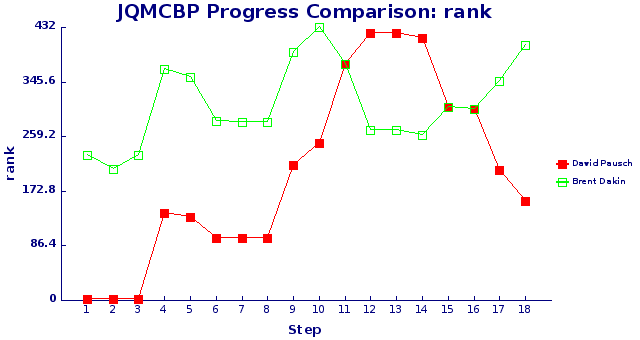 JQMCBP Progress Comparison: rank
432
345.6
259.2
172.8
86.4
0
rank
1 2 3 4 5 6 7 8 9 10 11 12 13 14 15 16 17 18
Step
David Pausch
Brent Dakin